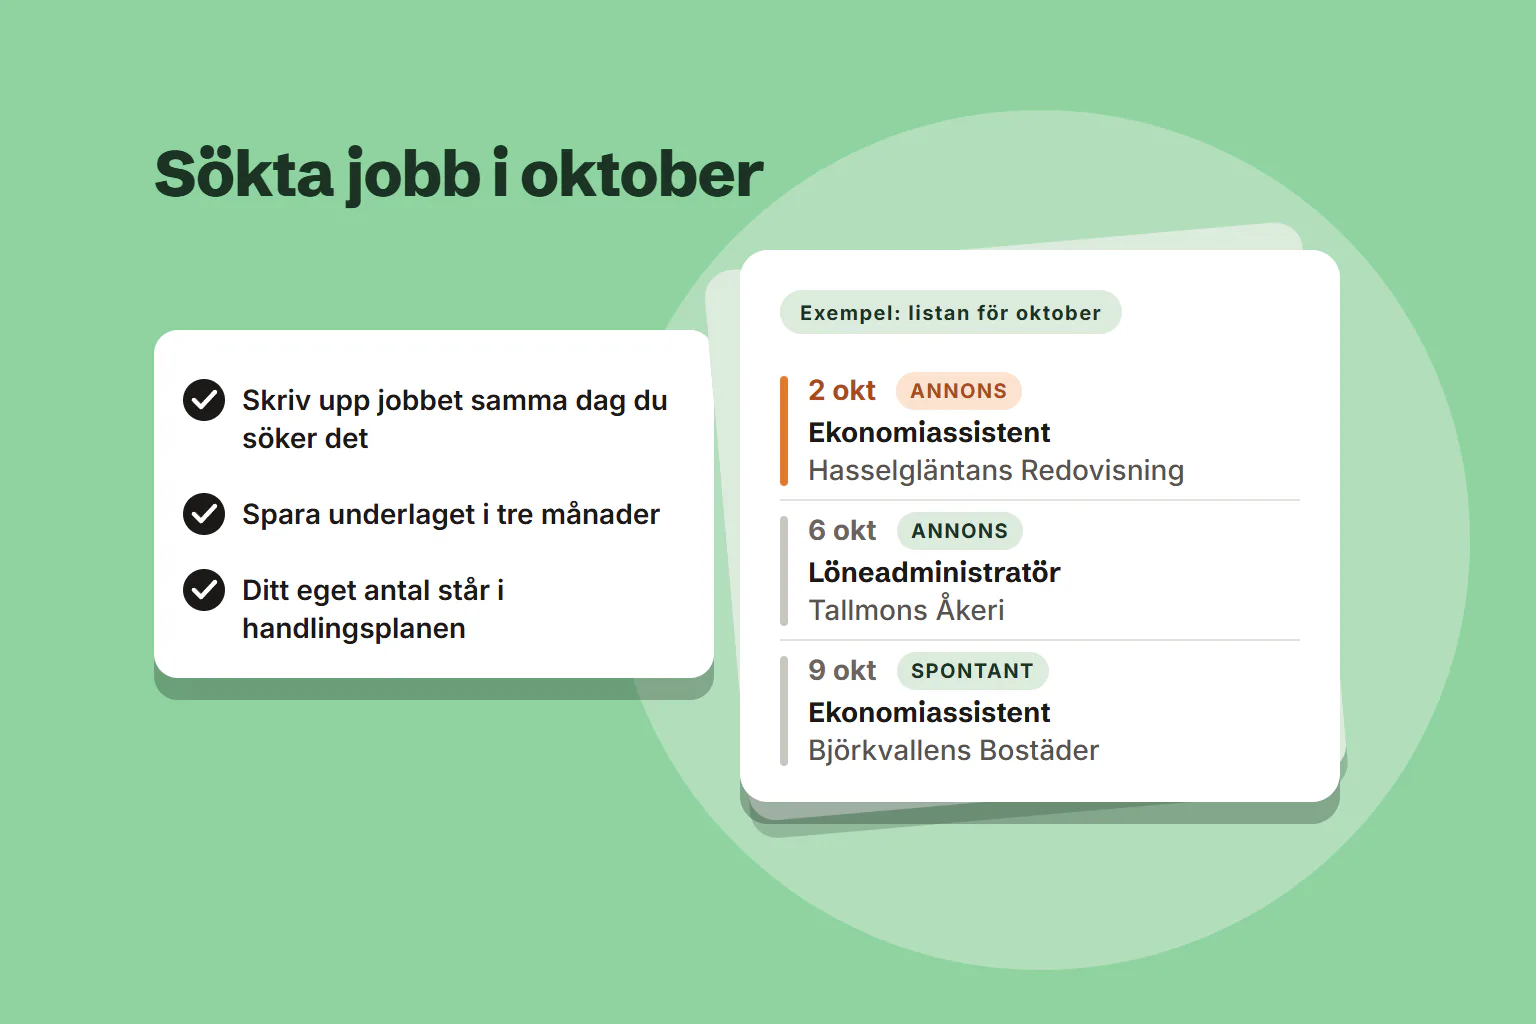 Sökta jobb i oktober
Skriv upp jobbet samma dag du
söker det
Spara underlaget i tre månader
Ditt eget antal står i
handlingsplanen
Exempel: listan för oktober
2 okt ANNONS
Ekonomiassistent
Hasselgläntans Redovisning
6 okt ANNONS
Löneadministratör
Tallmons Åkeri
9 okt SPONTANT
Ekonomiassistent
Björkvallens Bostäder